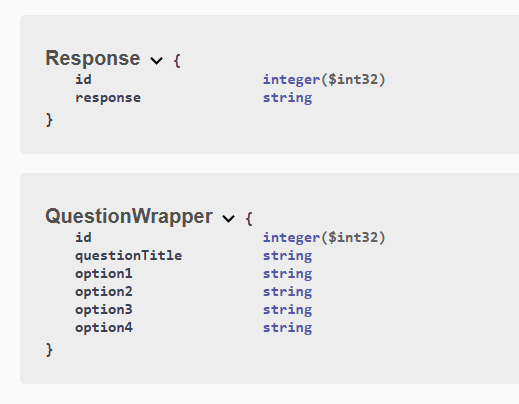 Response {
id integer($int32)
response string
}
QuestionWrapper {
id integer($int32)
questionTitle string
option1 string
option2 string
option3 string
option4 string
}